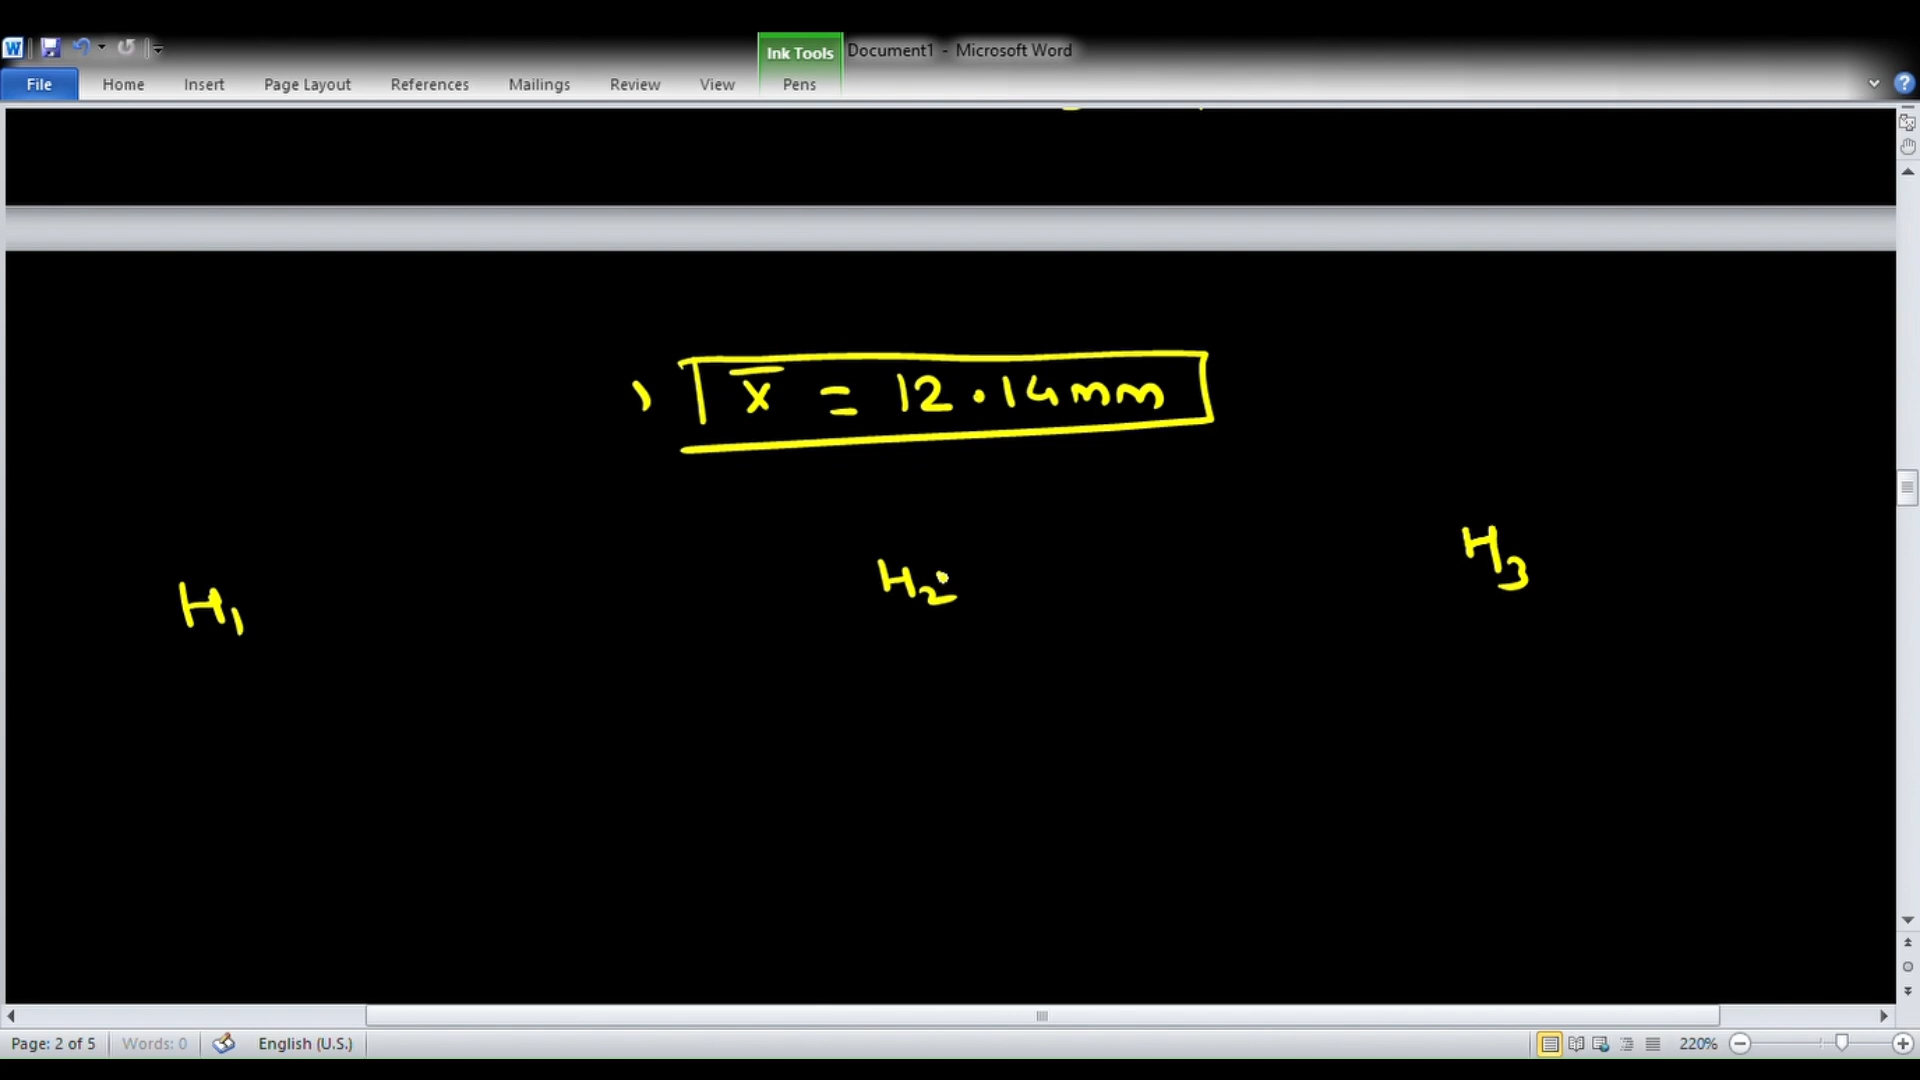 Ink Tools Document1 - Microsoft Word
File Home Insert Page Layout References Mailings Review View Pens
x̄ = 12.14mm
H₁ H₂ H₃
Page: 2 of 5 Words: 0 English (U.S.) 220%